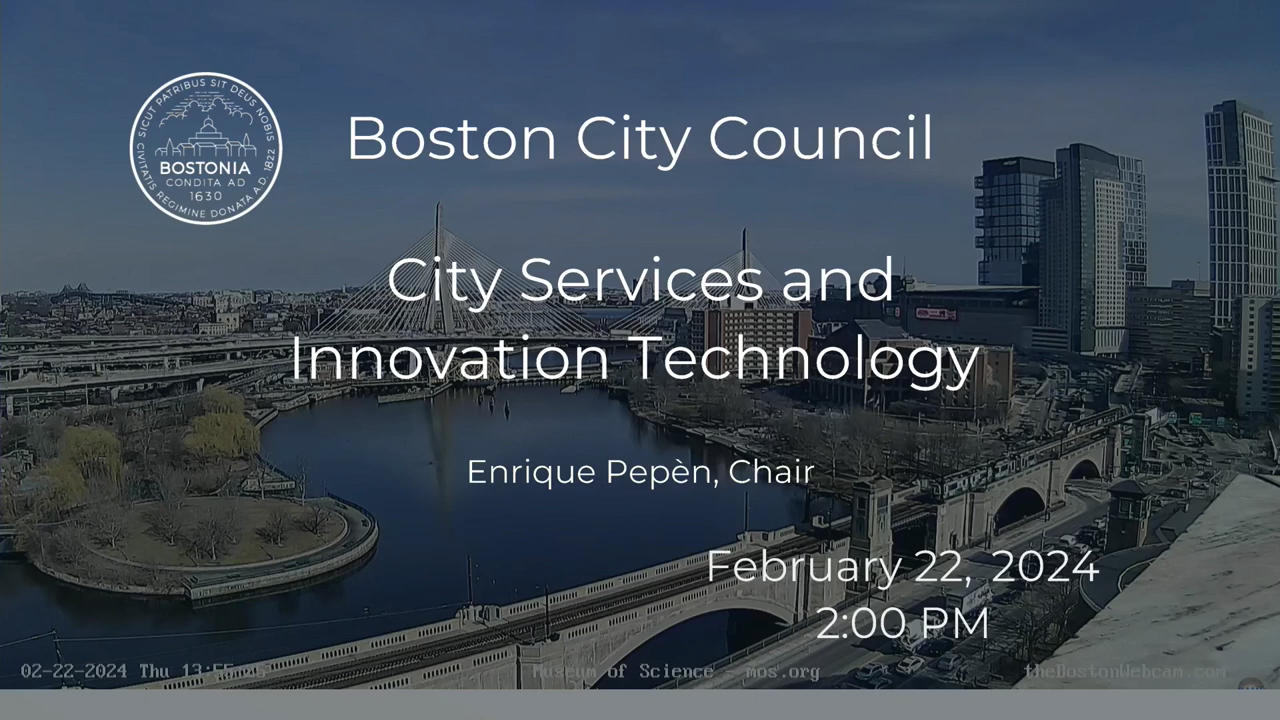 Boston City Council
SICUT PATRIBUS SIT DEUS NOBIS
BOSTONIA
CONDITA AD
1630
CIVITATIS REGIMINE DONATA A.D. 1822
City Services and
Innovation Technology
Enrique Pepèn, Chair
February 22, 2024
2:00 PM
02-22-2024 Thu
Museum of Science - mos.org
theBostonWebcam.com